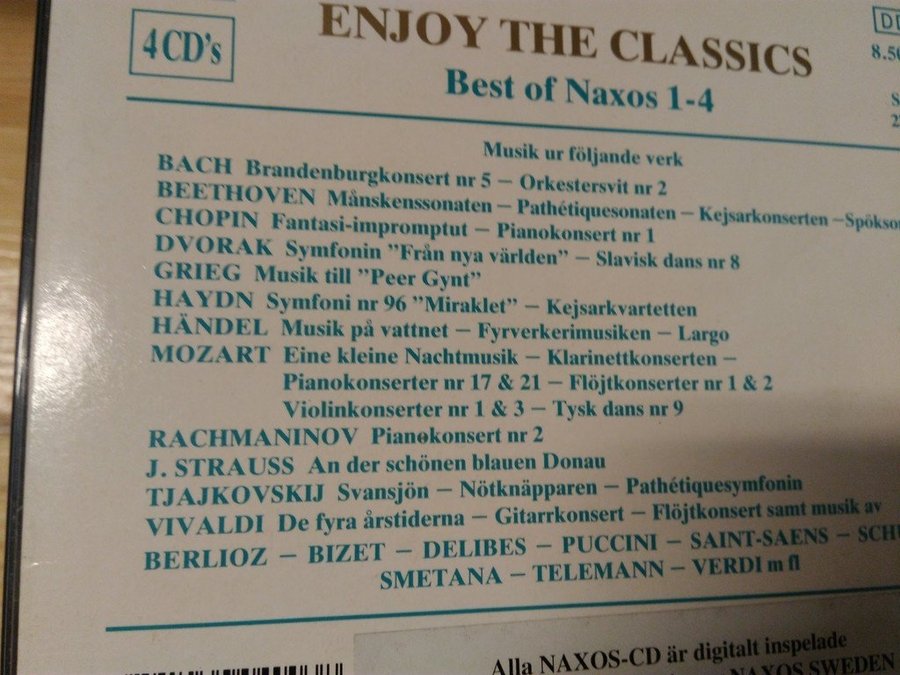 4CD's
ENJOY THE CLASSICS
Best of Naxos 1-4
Musik ur följande verk
BACH Brandenburgkonsert nr 5 – Orkestersvit nr 2
BEETHOVEN Månskenssonaten – Pathétiquesonaten – Kejsarkonserten –
CHOPIN Fantasi-impromptut – Pianokonsert nr 1
DVORAK Symfonin "Från nya världen" – Slavisk dans nr 8
GRIEG Musik till "Peer Gynt"
HAYDN Symfoni nr 96 "Miraklet" – Kejsarkvartetten
HÄNDEL Musik på vattnet – Fyrverkerimusiken – Largo
MOZART Eine kleine Nachtmusik – Klarinettkonserten –
Pianokonserter nr 17 & 21 – Flöjtkonserter nr 1 & 2
Violinkonserter nr 1 & 3 – Tysk dans nr 9
RACHMANINOV Pianokonsert nr 2
J. STRAUSS An der schönen blauen Donau
TJAJKOVSKIJ Svansjön – Nötknäpparen – Pathétiquesymfonin
VIVALDI De fyra årstiderna – Gitarrkonsert – Flöjtkonsert samt musik av
BERLIOZ – BIZET – DELIBES – PUCCINI – SAINT-SAENS –
SMETANA – TELEMANN – VERDI m fl
Alla NAXOS-CD är digitalt inspelade
NAXOS SWEDEN